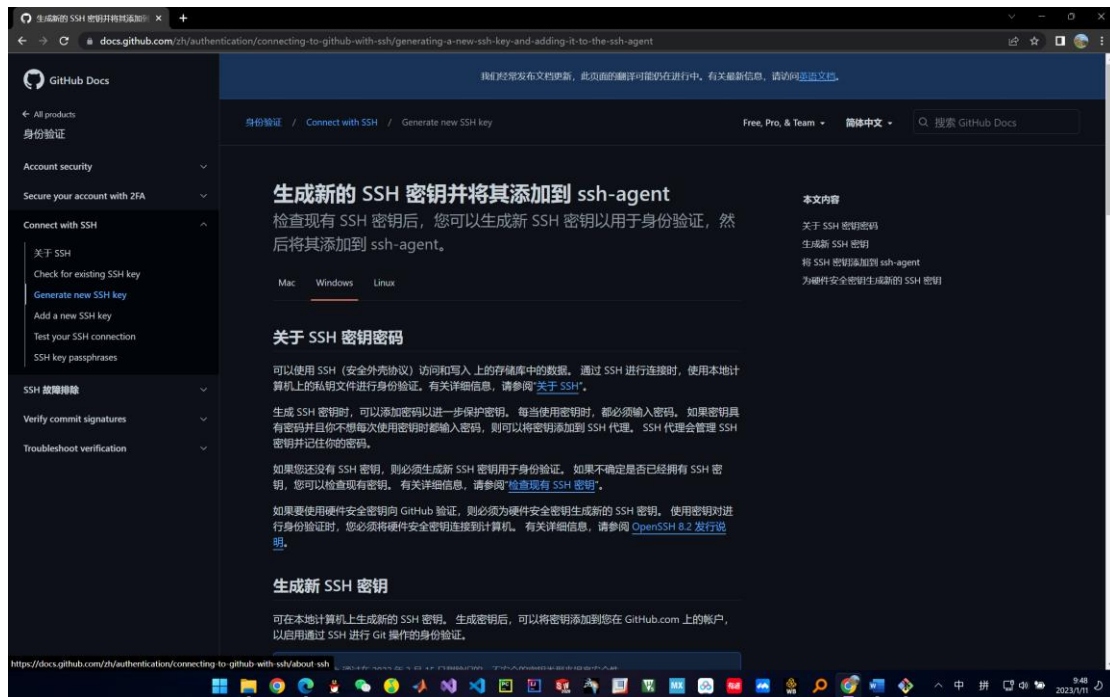 生成新的 SSH 密钥并将其添加到
docs.github.com/zh/authentication/connecting-to-github-with-ssh/generating-a-new-ssh-key-and-adding-it-to-the-ssh-agent
GitHub Docs
我们经常发布文档更新，此页面的翻译可能仍在进行中。有关最新信息，请访问英语文档。
All products
身份验证
身份验证 / Connect with SSH / Generate new SSH key
Free, Pro, & Team
简体中文
搜索 GitHub Docs
Account security
Secure your account with 2FA
Connect with SSH
关于 SSH
Check for existing SSH key
Generate new SSH key
Add a new SSH key
Test your SSH connection
SSH key passphrases
SSH 故障排除
Verify commit signatures
Troubleshoot verification
生成新的 SSH 密钥并将其添加到 ssh-agent
检查现有 SSH 密钥后，您可以生成新 SSH 密钥以用于身份验证，然
后将其添加到 ssh-agent。
Mac Windows Linux
本文内容
关于 SSH 密钥密码
生成新 SSH 密钥
将 SSH 密钥添加到 ssh-agent
为硬件安全密钥生成新的 SSH 密钥
关于 SSH 密钥密码
可以使用 SSH（安全外壳协议）访问和写入 上的存储库中的数据。 通过 SSH 进行连接时，使用本地计
算机上的私钥文件进行身份验证。有关详细信息，请参阅“关于 SSH”。
生成 SSH 密钥时，可以添加密码以进一步保护密钥。 每当使用密钥时，都必须输入密码。 如果密钥具
有密码并且你不想每次使用密钥时都输入密码，则可以将密钥添加到 SSH 代理。 SSH 代理会管理 SSH
密钥并记住你的密码。
如果您还没有 SSH 密钥，则必须生成新 SSH 密钥用于身份验证。 如果不确定是否已经拥有 SSH 密
钥，您可以检查现有密钥。 有关详细信息，请参阅“检查现有 SSH 密钥”。
如果要使用硬件安全密钥向 GitHub 验证，则必须为硬件安全密钥生成新的 SSH 密钥。 使用密钥对进
行身份验证时，您必须将硬件安全密钥连接到计算机。 有关详细信息，请参阅 OpenSSH 8.2 发行说
明。
生成新 SSH 密钥
可在本地计算机上生成新的 SSH 密钥。 生成密钥后，可以将密钥添加到您在 GitHub.com 上的帐户，
以启用通过 SSH 进行 Git 操作的身份验证。
https://docs.github.com/zh/authentication/connecting-to-github-with-ssh/about-ssh
中 拼
9:48
2023/1/11